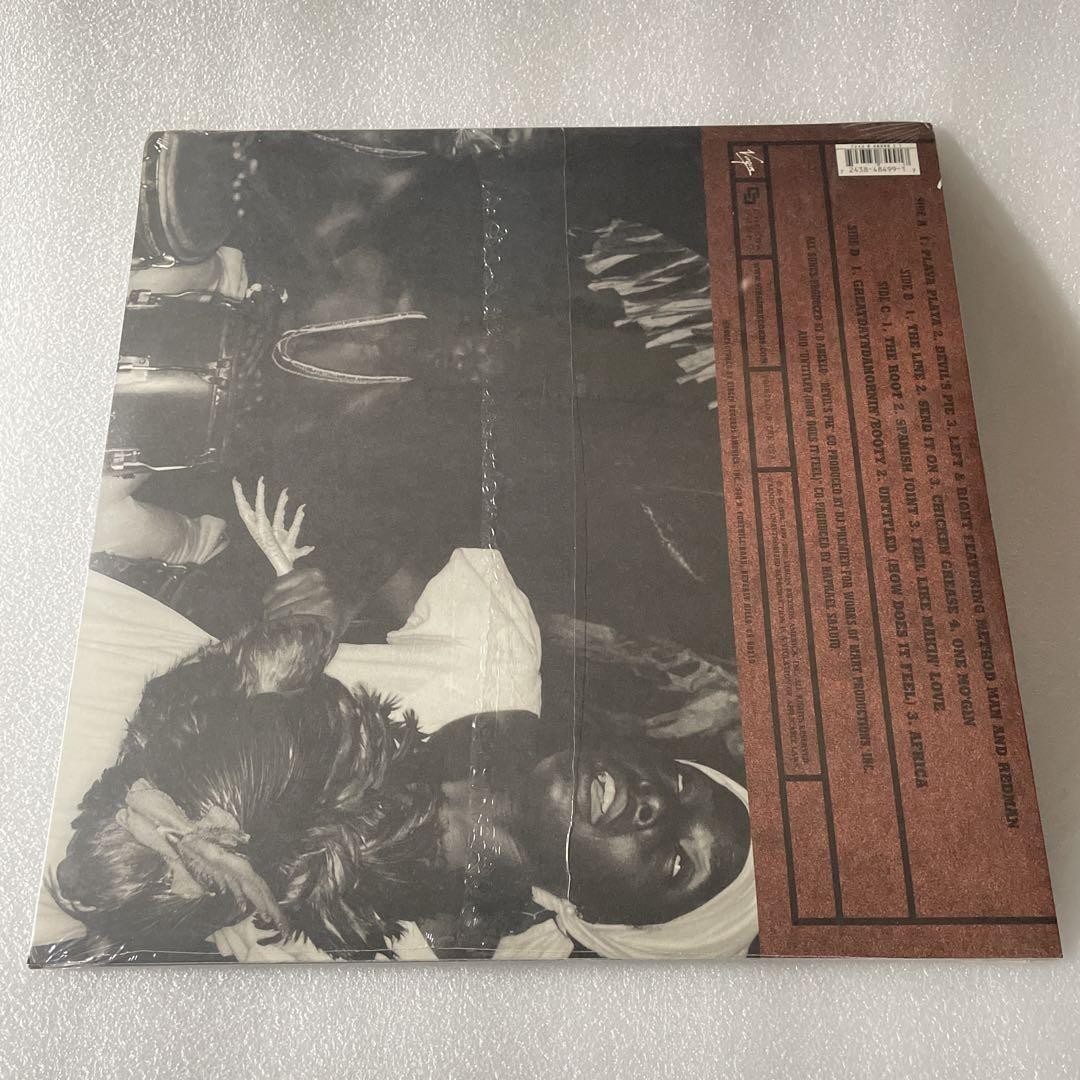 SIDE A 1. PLAYA PLAYA 2. DEVIL'S PIE 3. LEFT & RIGHT FEATURING METHOD MAN AND REDMAN
SIDE B 1. THE LINE 2. SEND IT ON 3. CHICKEN GREASE 4. ONE MO'GIN
SIDE C 1. THE ROOT 2. SPANISH JOINT 3. FEEL LIKE MAKIN' LOVE
SIDE D 1. GREATDAYNDAMORNIN'/BOOTY 2. UNTITLED (HOW DOES IT FEEL) 3. AFRICA
ALL SONGS PRODUCED BY D'ANGELO. "DEVIL'S PIE" CO-PRODUCED BY DJ PREMIER FOR WORKS OF MART PRODUCTIONS, INC.
AND "UNTITLED (HOW DOES IT FEEL)" CO-PRODUCED BY RAPHAEL SAADIQ
Virgin
7 2438-48499-1 7